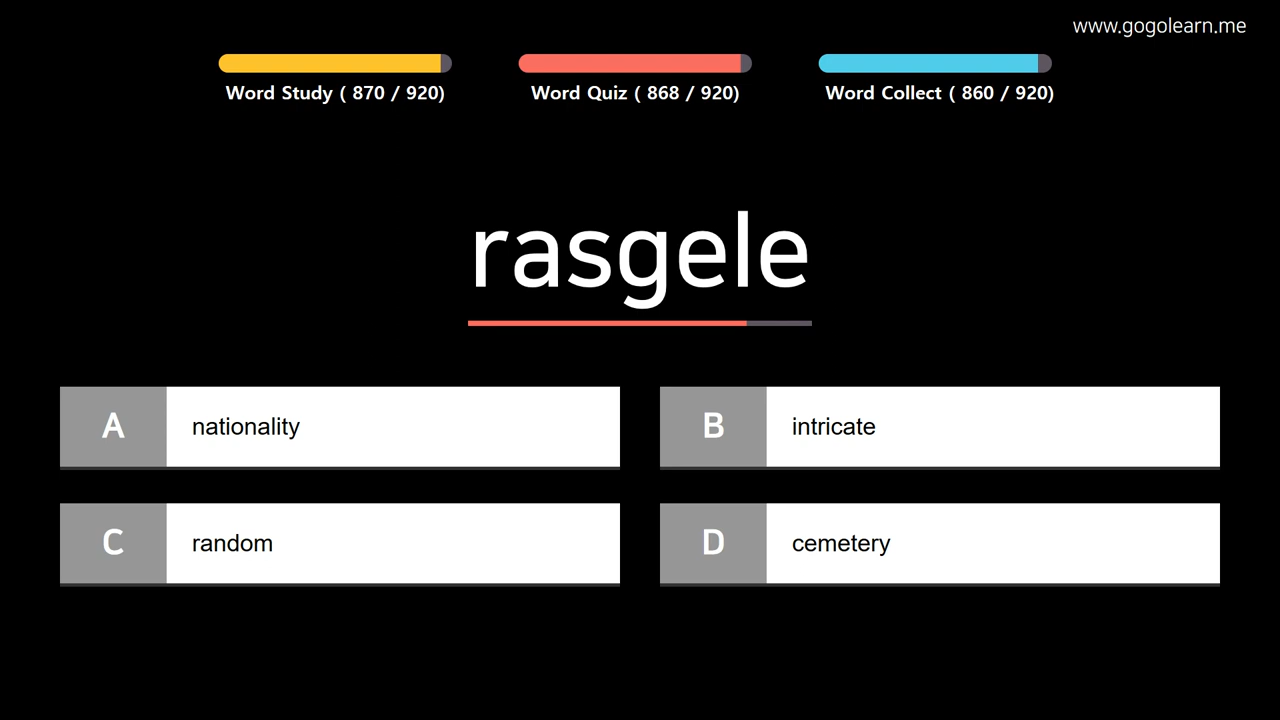 www.gogolearn.me
Word Study ( 870 / 920)
Word Quiz ( 868 / 920)
Word Collect ( 860 / 920)
rasgele
A nationality
B intricate
C random
D cemetery